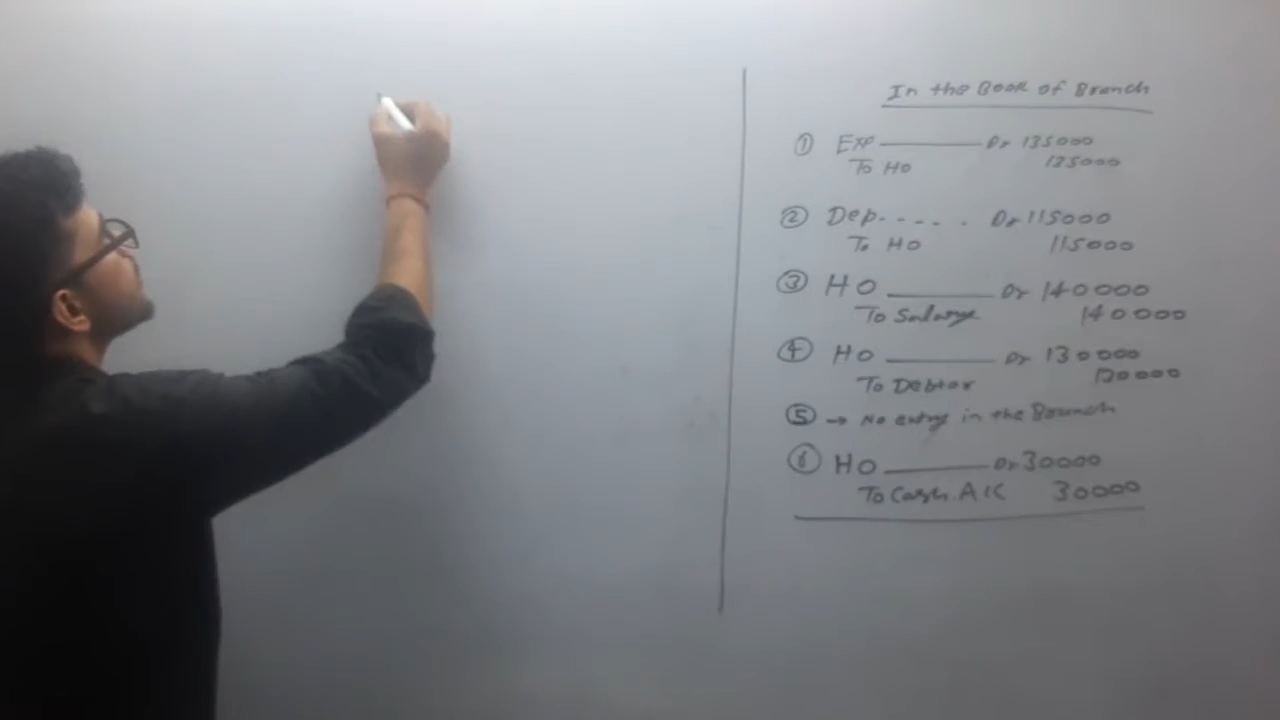 In the Book of Branch
① Exp ——— Dr 135000
To HO 135000
② Dep. - - - - . Dr 115000
To HO 115000
③ HO ——— Dr 140000
To Salary 140000
④ HO ——— Dr 130000
To Debtor 130000
⑤ → No entry in the Branch
⑥ HO ——— Dr 30000
To Cash A/C 30000